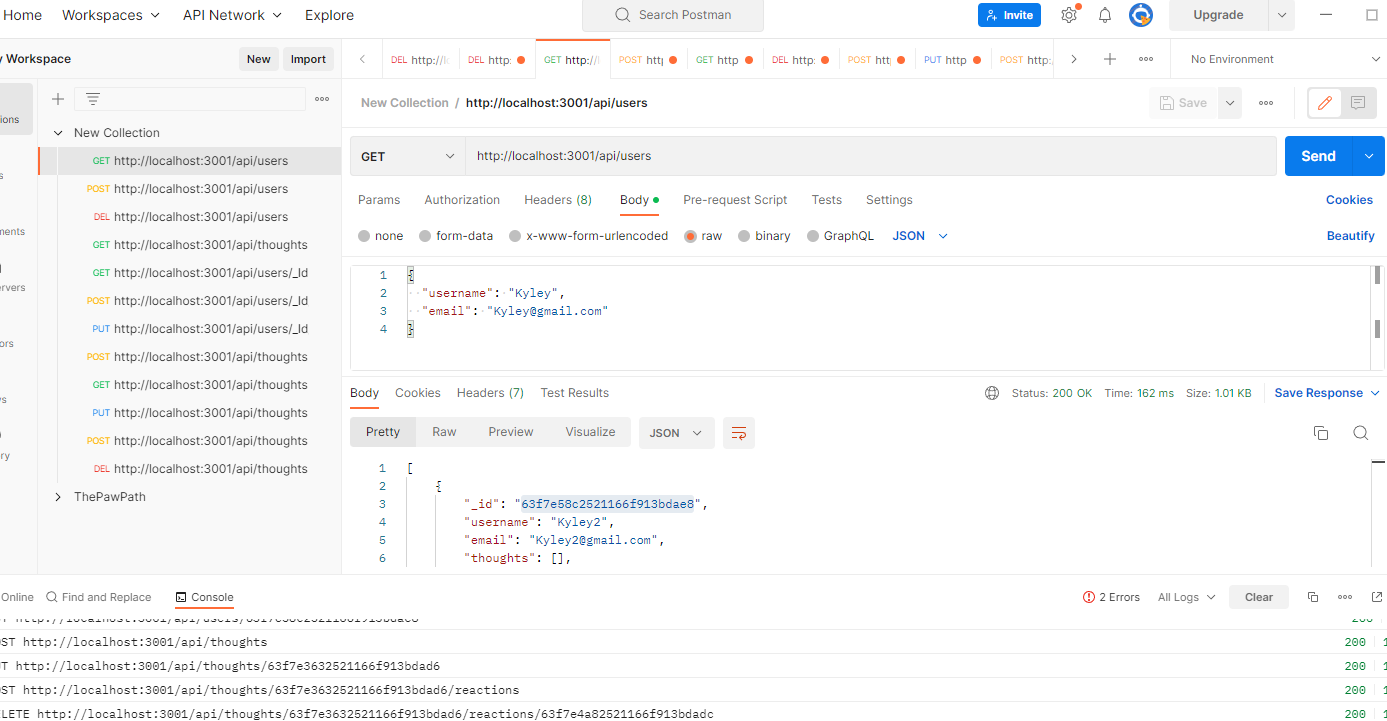 Home Workspaces API Network Explore Search Postman Invite Upgrade
Workspace New Import
DEL http://l DEL http: GET http:// POST htt GET http DEL http: POST htt PUT http POST http: No Environment
New Collection / http://localhost:3001/api/users Save
New Collection
GET http://localhost:3001/api/users
POST http://localhost:3001/api/users
DEL http://localhost:3001/api/users
GET http://localhost:3001/api/thoughts
GET http://localhost:3001/api/users/_Id
POST http://localhost:3001/api/users/_Id
PUT http://localhost:3001/api/users/_Id
POST http://localhost:3001/api/thoughts
GET http://localhost:3001/api/thoughts
PUT http://localhost:3001/api/thoughts
POST http://localhost:3001/api/thoughts
DEL http://localhost:3001/api/thoughts
ThePawPath
GET http://localhost:3001/api/users Send
Params Authorization Headers (8) Body Pre-request Script Tests Settings Cookies
none form-data x-www-form-urlencoded raw binary GraphQL JSON Beautify
1 {
2 "username": "Kyley",
3 "email": "Kyley@gmail.com"
4 }
Body Cookies Headers (7) Test Results Status: 200 OK Time: 162 ms Size: 1.01 KB Save Response
Pretty Raw Preview Visualize JSON
1 [
2 {
3 "_id": "63f7e58c2521166f913bdae8",
4 "username": "Kyley2",
5 "email": "Kyley2@gmail.com",
6 "thoughts": [],
Online Find and Replace Console 2 Errors All Logs Clear
http://localhost:3001/api/users/63f7e58c2521166f913bdae8 200
ST http://localhost:3001/api/thoughts 200 1
T http://localhost:3001/api/thoughts/63f7e3632521166f913bdad6 200 1
ST http://localhost:3001/api/thoughts/63f7e3632521166f913bdad6/reactions 200 1
LETE http://localhost:3001/api/thoughts/63f7e3632521166f913bdad6/reactions/63f7e4a82521166f913bdadc 200 1